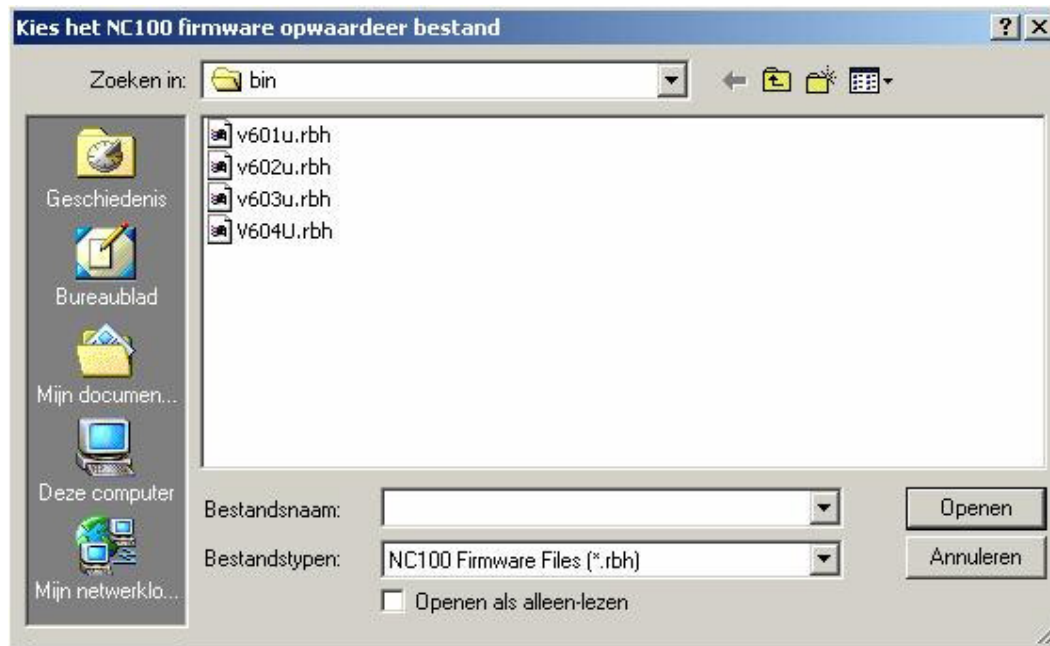 Kies het NC100 firmware opwaardeer bestand
Zoeken in: bin
v601u.rbh
v602u.rbh
v603u.rbh
V604U.rbh
Geschiedenis
Bureaublad
Mijn documen...
Deze computer
Mijn netwerklo...
Bestandsnaam:
Openen
Bestandstypen: NC100 Firmware Files (*.rbh)
Annuleren
Openen als alleen-lezen